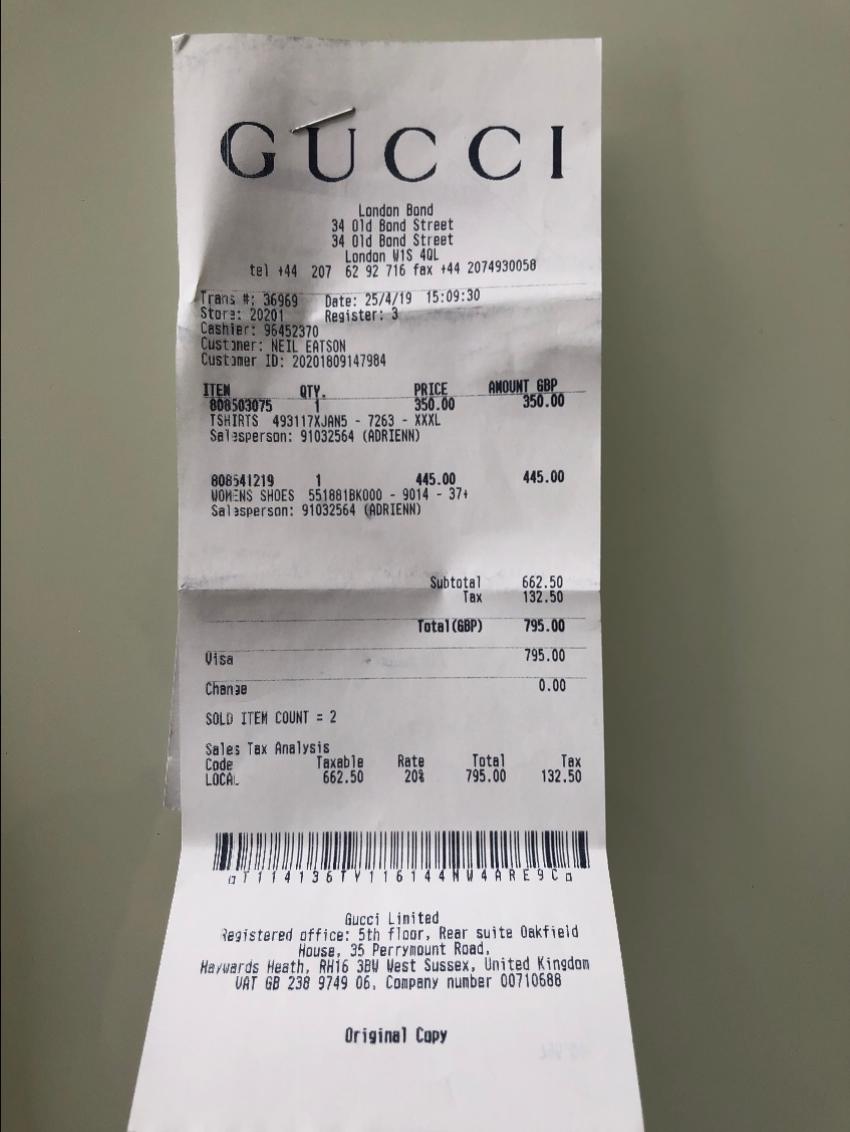 GUCCI
London Bond
34 Old Bond Street
34 Old Bond Street
London W1S 4QL
tel +44 207 62 92 716 fax +44 2074930058
Trans #: 36969 Date: 25/4/19 15:09:30
Store: 20201 Register: 3
Cashier: 96452370
Customer: NEIL EATSON
Customer ID: 20201809147984
ITEM QTY. PRICE AMOUNT GBP
808503075 1 350.00 350.00
TSHIRTS 493117XJAN5 - 7263 - XXXL
Salesperson: 91032564 (ADRIENN)
808541219 1 445.00 445.00
WOMENS SHOES 551881BK000 - 9014 - 37+
Salesperson: 91032564 (ADRIENN)
Subtotal 662.50
Tax 132.50
Total(GBP) 795.00
Visa 795.00
Change 0.00
SOLD ITEM COUNT = 2
Sales Tax Analysis
Code Taxable Rate Total Tax
LOCAL 662.50 20% 795.00 132.50
T114136TY116144NW4ARE9C
Gucci Limited
Registered office: 5th floor, Rear suite Oakfield
House, 35 Perrymount Road,
Haywards Heath, RH16 3BW West Sussex, United Kingdom
VAT GB 238 9749 06, Company number 00710688
Original Copy